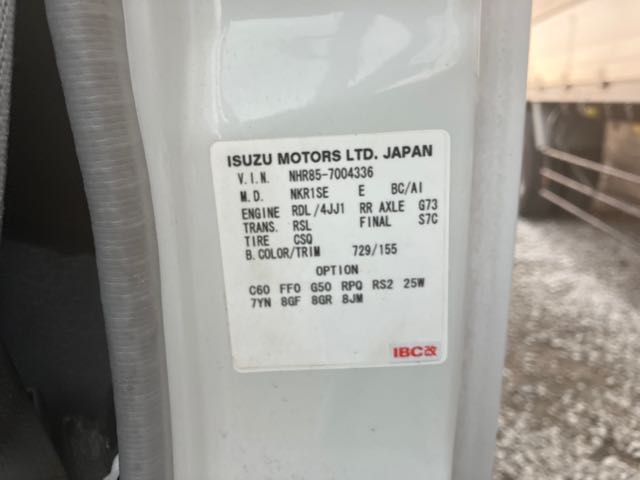 ISUZU MOTORS LTD. JAPAN
V.I.N. NHR85-7004336
M.D. NKR1SE E BC/AI
ENGINE RDL/4JJ1 RR AXLE G73
TRANS. RSL FINAL S7C
TIRE CSQ
B.COLOR/TRIM 729/155
OPTION
C60 FF0 G50 RPQ RS2 25W
7YN 8GF 8GR 8JM
IBC